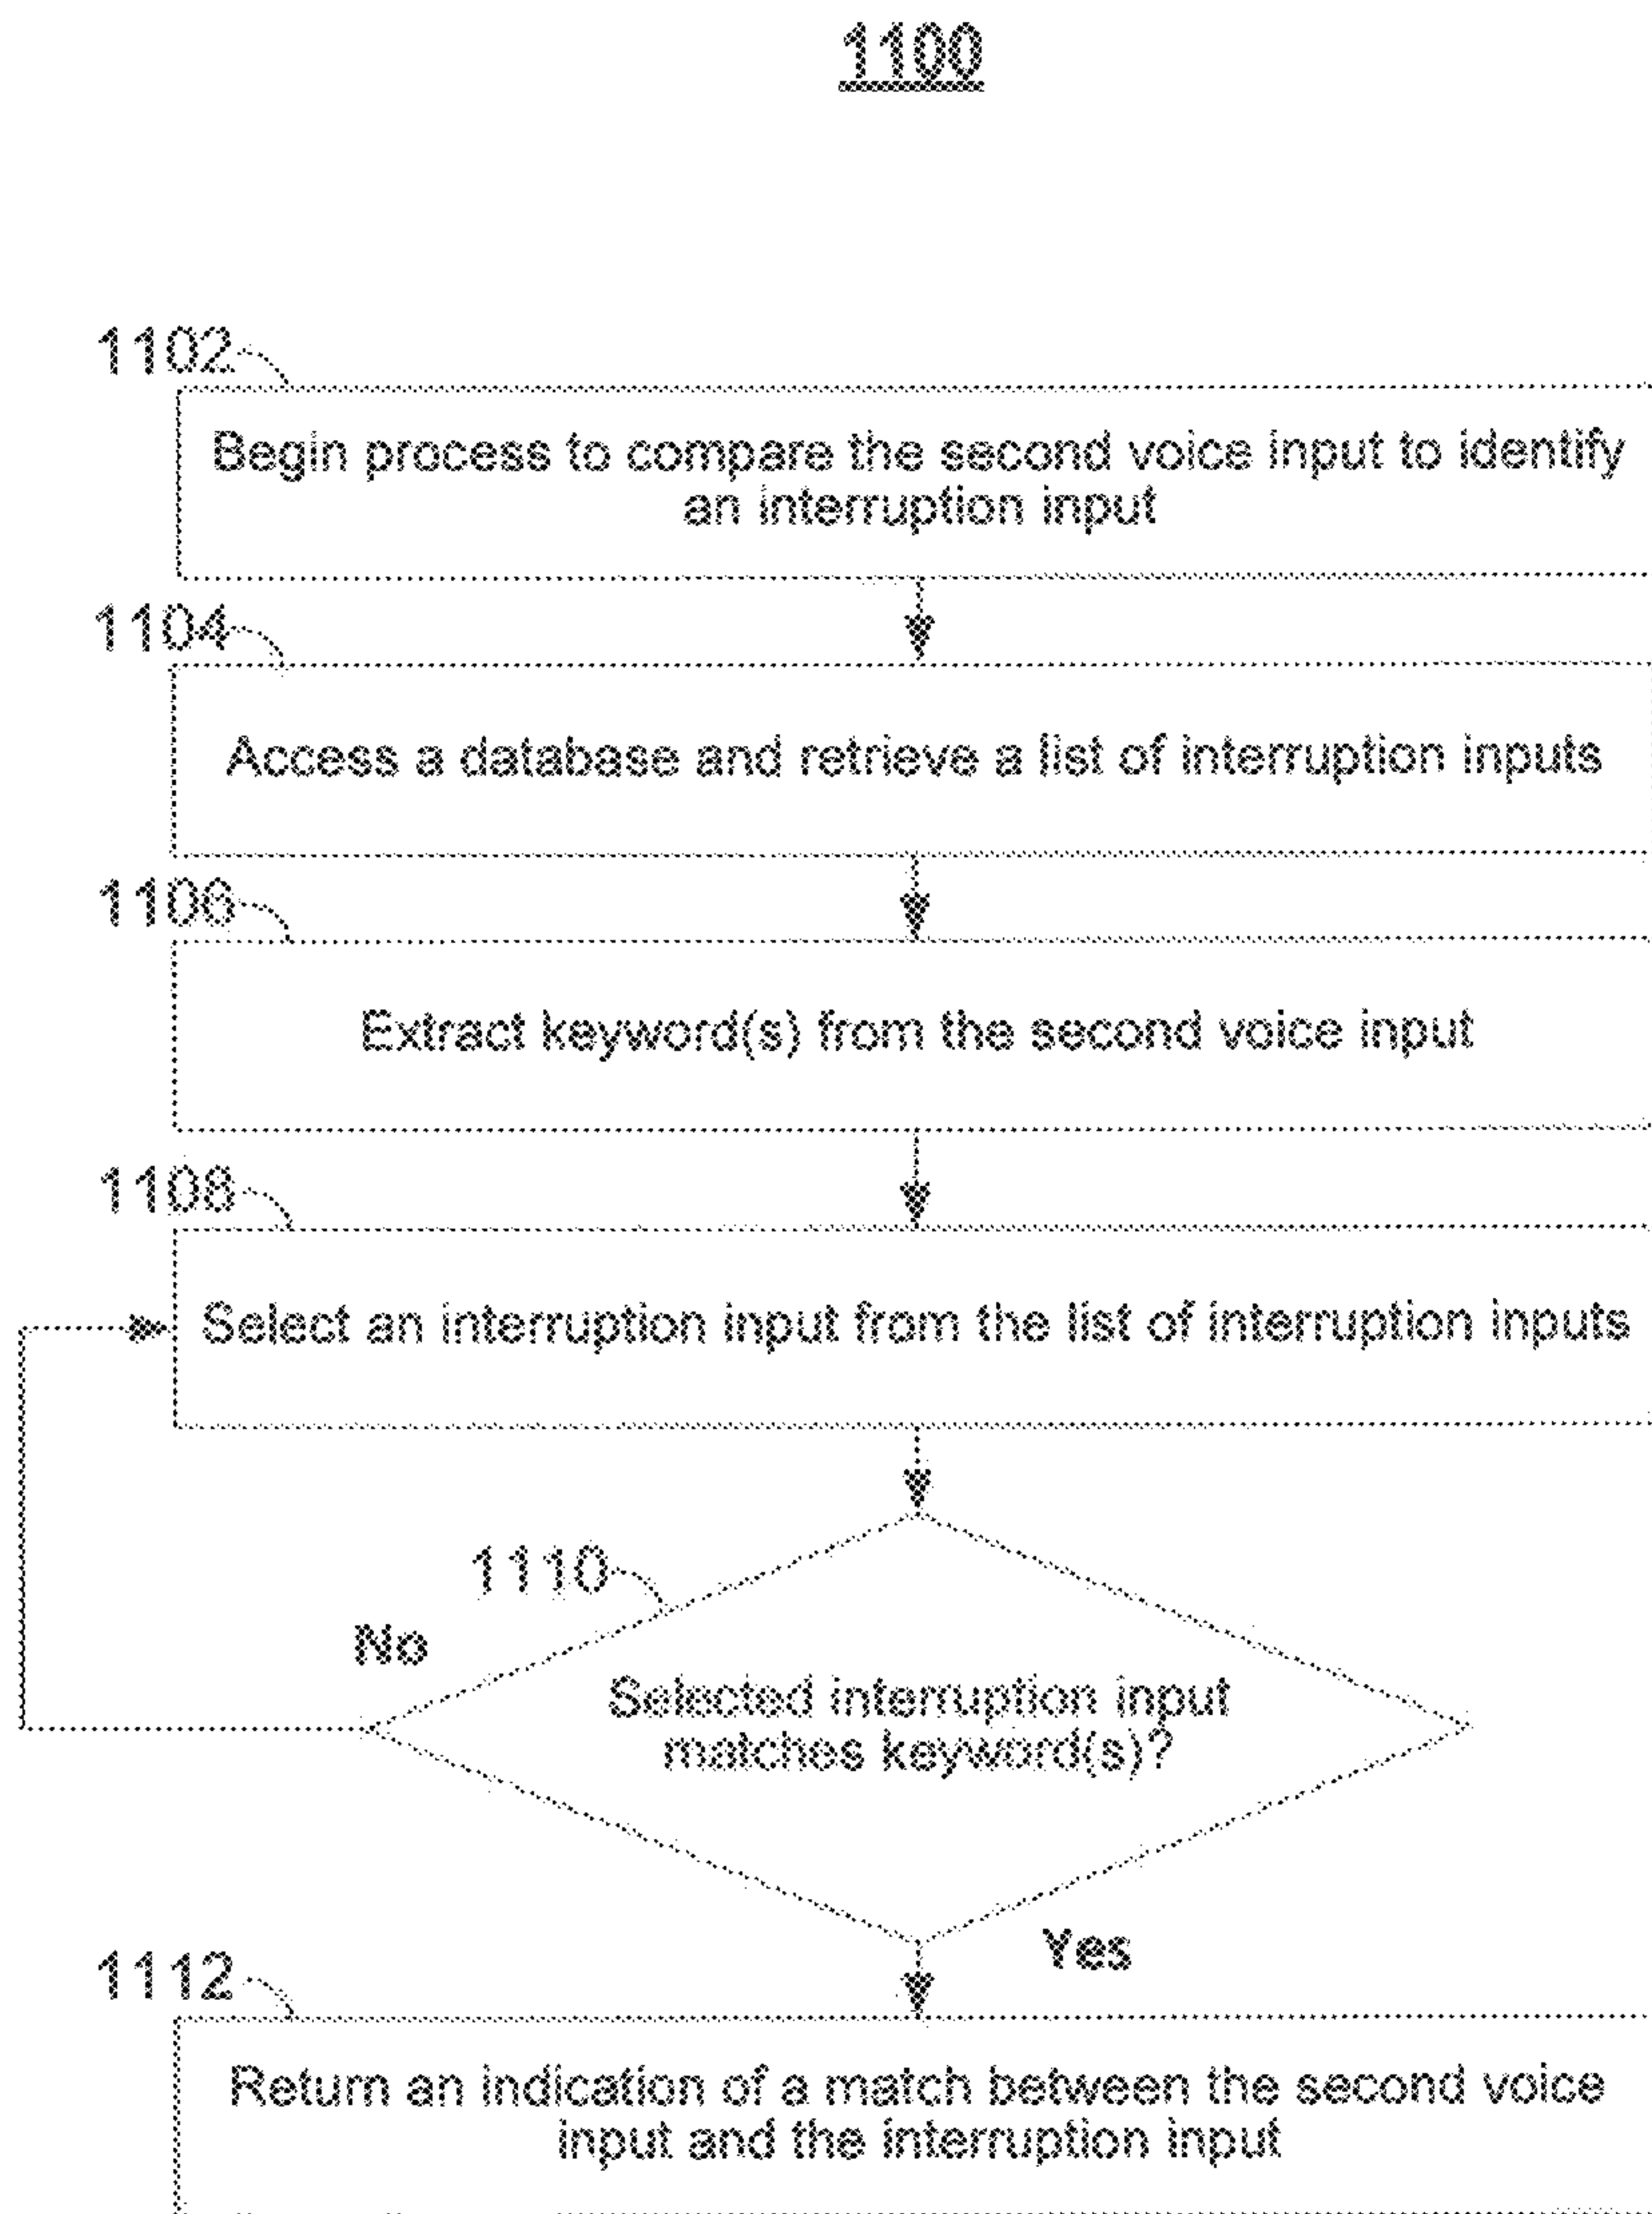 1100
1102
Begin process to compare the second voice input to identify
an interruption input
1104
Access a database and retrieve a list of interruption inputs
1106
Extract keyword(s) from the second voice input
1108
Select an interruption input from the list of interruption inputs
1110
No
Selected interruption input
matches keyword(s)?
Yes
1112
Return an indication of a match between the second voice
input and the interruption input